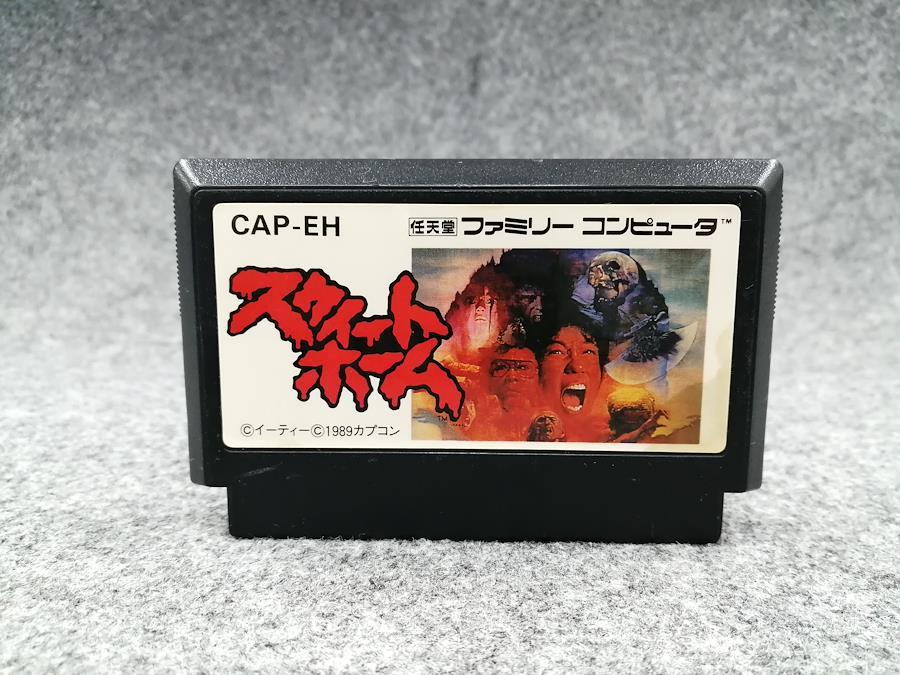 CAP-EH
任天堂 ファミリー コンピュータ™
スウィート
ホーム
TM
©イーティー©1989カプコン